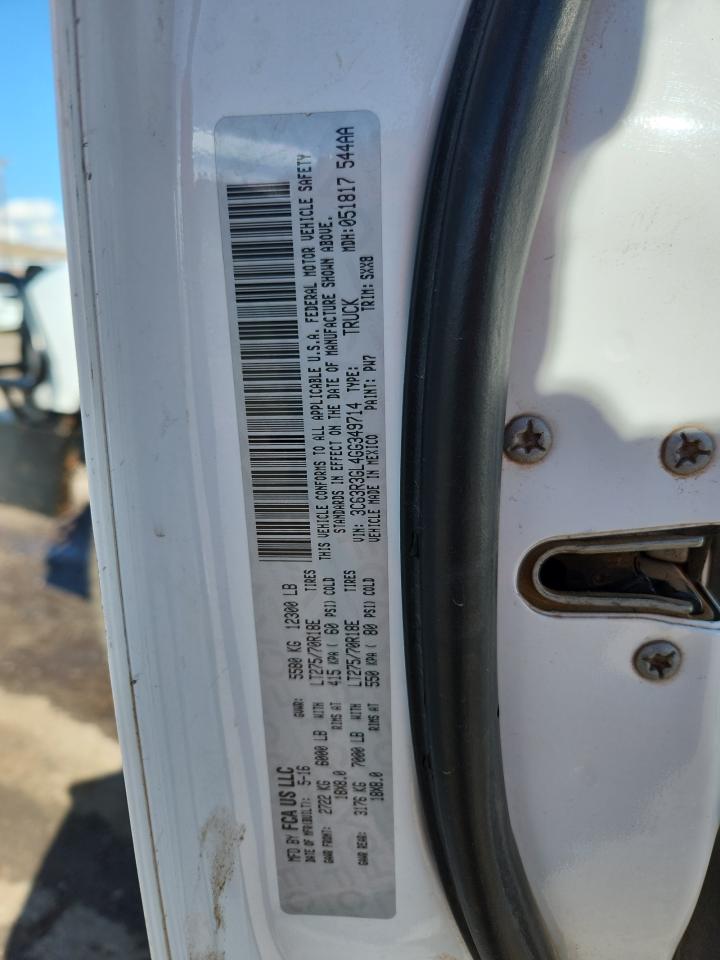 MFD BY FCA US LLC
DATE OF MFR(BUILT): 5-16 GVWR: 5580 KG 12300 LB
GAWR FRONT: 2722 KG 6000 LB WITH LT275/70R18E TIRES
18X8.0 RIMS AT 415 KPA ( 60 PSI) COLD
GAWR REAR: 3176 KG 7000 LB WITH LT275/70R18E TIRES
18X8.0 RIMS AT 550 KPA ( 80 PSI) COLD
THIS VEHICLE CONFORMS TO ALL APPLICABLE U.S.A. FEDERAL MOTOR VEHICLE SAFETY
STANDARDS IN EFFECT ON THE DATE OF MANUFACTURE SHOWN ABOVE.
VIN: 3C63R3GL4GG349714 TYPE: TRUCK MDH:051817 544AA
VEHICLE MADE IN MEXICO PAINT: PW7 TRIM: SXX8